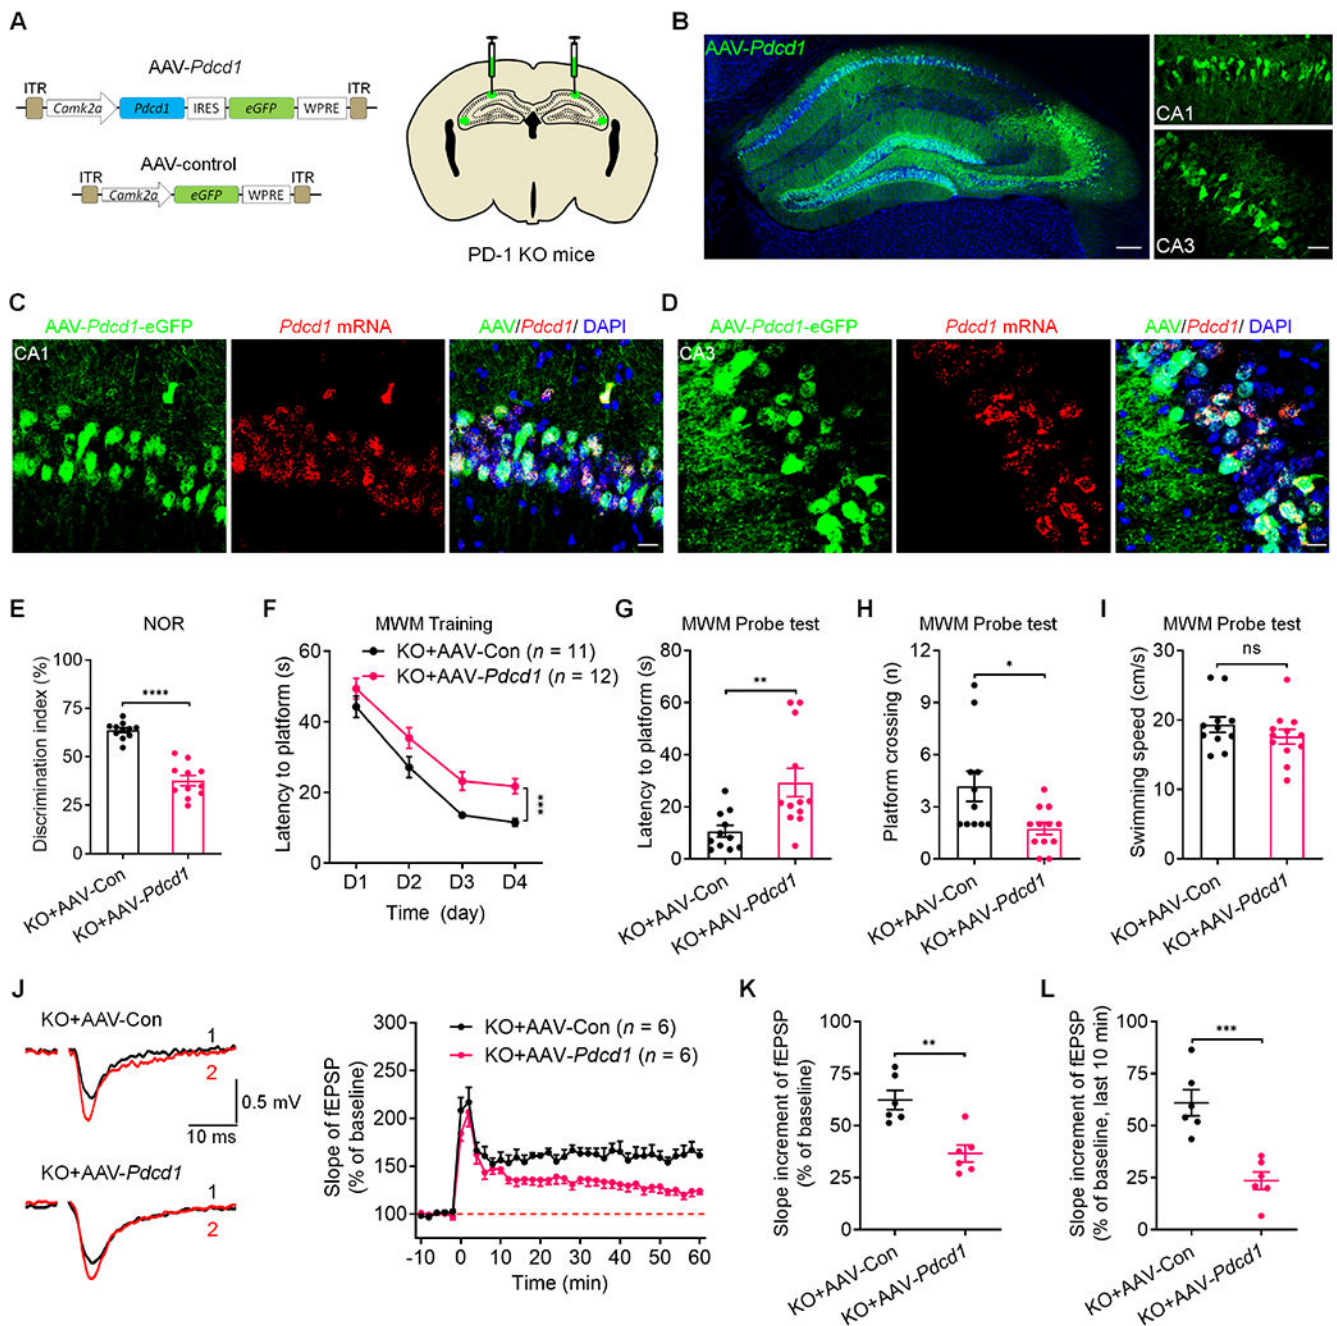 A
AAV-Pdcd1
ITR Camk2a Pdcd1 IRES eGFP WPRE ITR
AAV-control
ITR Camk2a eGFP WPRE ITR
PD-1 KO mice
B
AAV-Pdcd1
CA1
CA3
C
AAV-Pdcd1-eGFP
Pdcd1 mRNA
AAV/Pdcd1/ DAPI
CA1
D
AAV-Pdcd1-eGFP
Pdcd1 mRNA
AAV/Pdcd1/ DAPI
CA3
E
NOR
Discrimination index (%)
100
75
50
25
0
****
KO+AAV-Con
KO+AAV-Pdcd1
F
MWM Training
KO+AAV-Con (n = 11)
KO+AAV-Pdcd1 (n = 12)
Latency to platform (s)
60
40
20
0
***
D1 D2 D3 D4
Time (day)
G
MWM Probe test
Latency to platform (s)
80
60
40
20
0
**
KO+AAV-Con
KO+AAV-Pdcd1
H
MWM Probe test
Platform crossing (n)
12
9
6
3
0
*
KO+AAV-Con
KO+AAV-Pdcd1
I
MWM Probe test
Swimming speed (cm/s)
30
20
10
0
ns
KO+AAV-Con
KO+AAV-Pdcd1
J
KO+AAV-Con
1
2
0.5 mV
10 ms
KO+AAV-Pdcd1
1
2
KO+AAV-Con (n = 6)
KO+AAV-Pdcd1 (n = 6)
Slope of fEPSP
(% of baseline)
300
250
200
150
100
-10 0 10 20 30 40 50 60
Time (min)
K
Slope increment of fEPSP
(% of baseline)
100
75
50
25
0
**
KO+AAV-Con
KO+AAV-Pdcd1
L
Slope increment of fEPSP
(% of baseline, last 10 min)
100
75
50
25
0
***
KO+AAV-Con
KO+AAV-Pdcd1